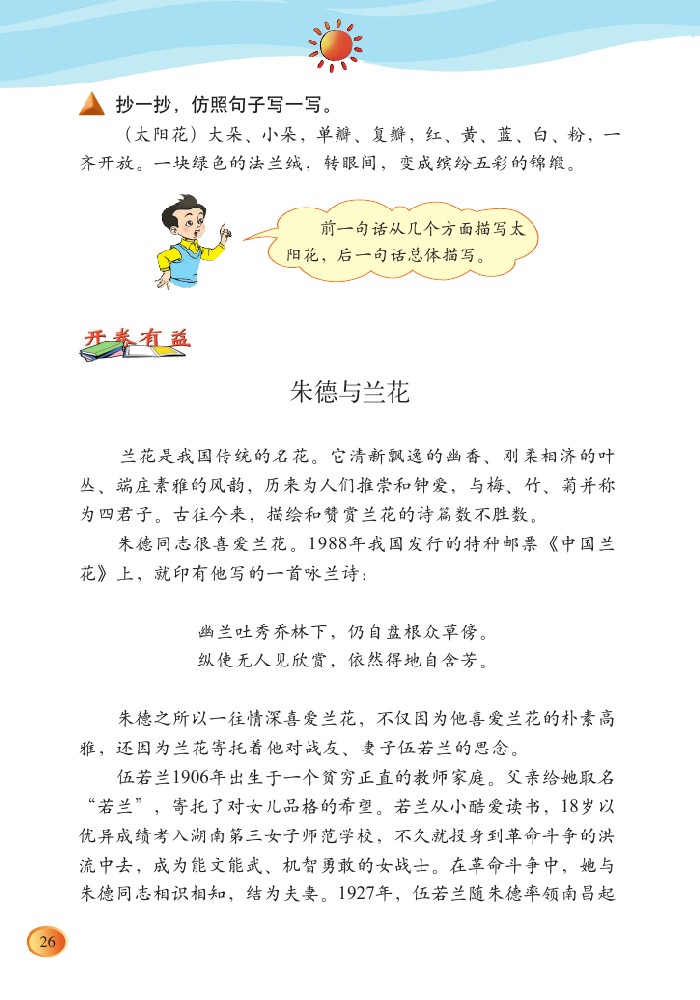 抄一抄，仿照句子写一写。
（太阳花）大朵、小朵，单瓣、复瓣，红、黄、蓝、白、粉，一
齐开放。一块绿色的法兰绒，转眼间，变成缤纷五彩的锦缎。
前一句话从几个方面描写太
阳花，后一句话总体描写。
开卷有益
朱德与兰花
兰花是我国传统的名花。它清新飘逸的幽香、刚柔相济的叶
丛、端庄素雅的风韵，历来为人们推崇和钟爱，与梅、竹、菊并称
为四君子。古往今来，描绘和赞赏兰花的诗篇数不胜数。
朱德同志很喜爱兰花。1988年我国发行的特种邮票《中国兰
花》上，就印有他写的一首咏兰诗：
幽兰吐秀乔林下，仍自盘根众草傍。
纵使无人见欣赏，依然得地自含芳。
朱德之所以一往情深喜爱兰花，不仅因为他喜爱兰花的朴素高
雅，还因为兰花寄托着他对战友、妻子伍若兰的思念。
伍若兰1906年出生于一个贫穷正直的教师家庭。父亲给她取名
“若兰”，寄托了对女儿品格的希望。若兰从小酷爱读书，18岁以
优异成绩考入湖南第三女子师范学校，不久就投身到革命斗争的洪
流中去，成为能文能武、机智勇敢的女战士。在革命斗争中，她与
朱德同志相识相知，结为夫妻。1927年，伍若兰随朱德率领南昌起
26